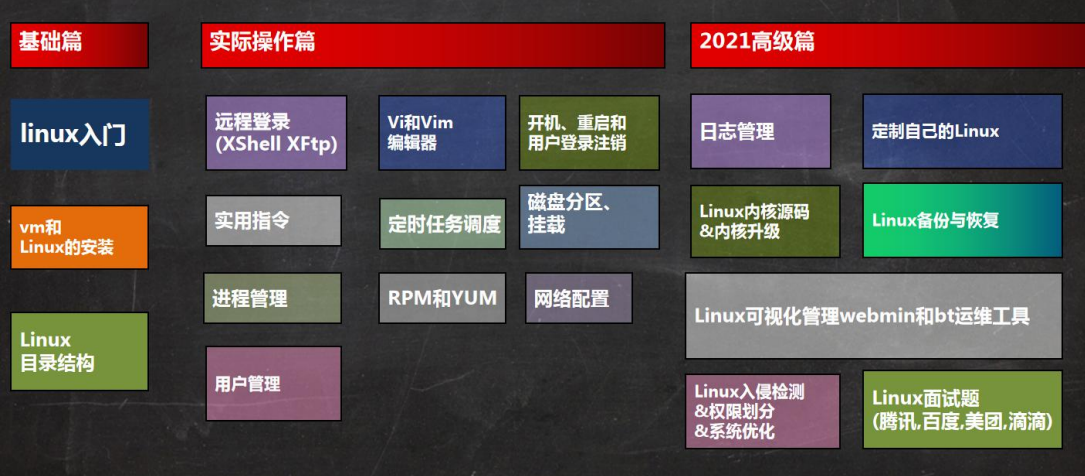 基础篇
实际操作篇
2021高级篇
linux入门
vm和
Linux的安装
Linux
目录结构
远程登录
(XShell XFtp)
Vi和Vim
编辑器
开机、重启和
用户登录注销
实用指令
定时任务调度
磁盘分区、
挂载
进程管理
RPM和YUM
网络配置
用户管理
日志管理
定制自己的Linux
Linux内核源码
&内核升级
Linux备份与恢复
Linux可视化管理webmin和bt运维工具
Linux入侵检测
&权限划分
&系统优化
Linux面试题
(腾讯,百度,美团,滴滴)